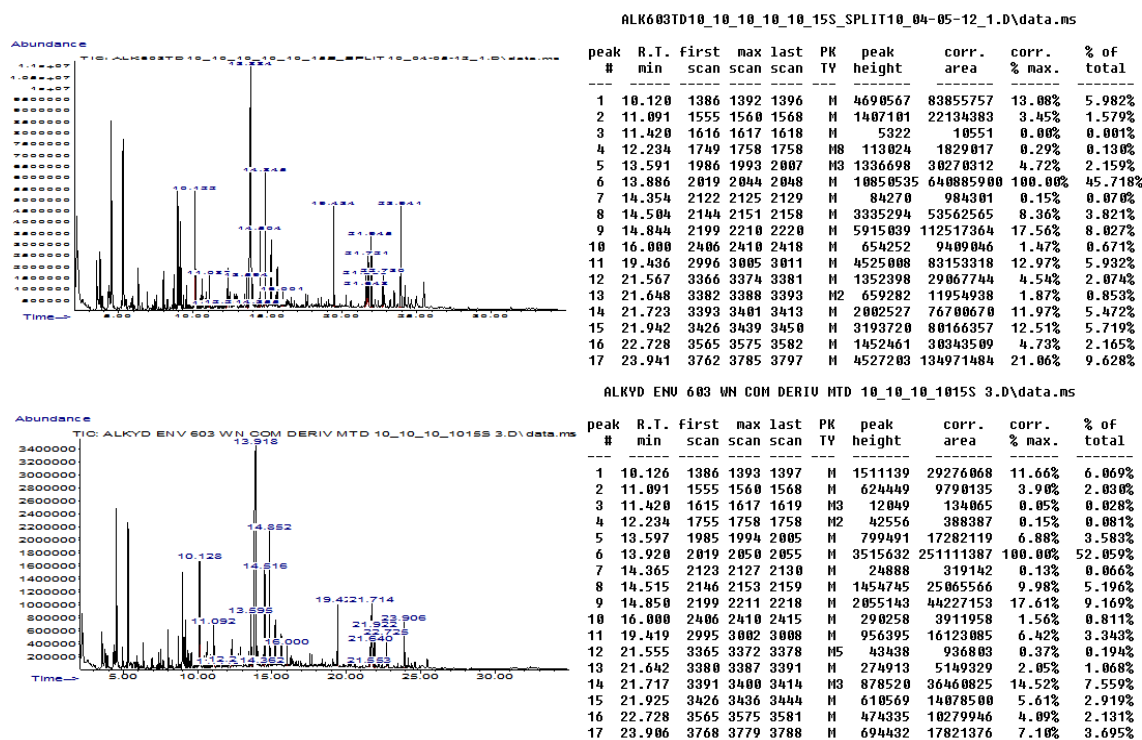 ALK603TD10_10_10_10_10_15S_SPLIT10_04-05-12_1.D\data.ms
Abundance
Time-->
peak R.T. first max last PK peak corr. corr. % of
# min scan scan scan TY height area % max. total
1 10.120 1386 1392 1396 M 4690567 83855757 13.08% 5.982%
2 11.091 1555 1560 1568 M 1407101 22134383 3.45% 1.579%
3 11.420 1616 1617 1618 M 5322 10551 0.00% 0.001%
4 12.234 1749 1758 1758 M8 113024 1829017 0.29% 0.130%
5 13.591 1986 1993 2007 M3 1336698 30270312 4.72% 2.159%
6 13.886 2019 2044 2048 M 10850535 640885900 100.00% 45.718%
7 14.354 2122 2125 2129 M 84270 984301 0.15% 0.070%
8 14.504 2144 2151 2158 M 3335294 53562565 8.36% 3.821%
9 14.844 2199 2210 2220 M 5915039 112517364 17.56% 8.027%
10 16.000 2406 2410 2418 M 654252 9409046 1.47% 0.671%
11 19.436 2996 3005 3011 M 4525008 83153318 12.97% 5.932%
12 21.567 3366 3374 3381 M 1352398 29067744 4.54% 2.074%
13 21.648 3382 3388 3393 M2 659282 11954938 1.87% 0.853%
14 21.723 3393 3401 3413 M 2002527 76700670 11.97% 5.472%
15 21.942 3426 3439 3450 M 3193720 80166357 12.51% 5.719%
16 22.728 3565 3575 3582 M 1452461 30343509 4.73% 2.165%
17 23.941 3762 3785 3797 M 4527203 134971484 21.06% 9.628%
ALKYD ENV 603 WN COM DERIV MTD 10_10_10_1015S 3.D\data.ms
Abundance
TIC: ALKYD ENV 603 WN COM DERIV MTD 10_10_10_1015S 3.D\data.ms
13.918
3400000
3200000
3000000
2800000
2600000
2400000
2200000
2000000
1800000
1600000
1400000
1200000
1000000
800000
600000
400000
200000
14.852
10.128
14.516
13.595
11.092
16.000
14.362
21.714
23.906
21.922
22.725
21.640
21.553
Time-->
5.00 10.00 15.00 20.00 25.00 30.00
peak R.T. first max last PK peak corr. corr. % of
# min scan scan scan TY height area % max. total
1 10.126 1386 1393 1397 M 1511139 29276068 11.66% 6.069%
2 11.091 1555 1560 1568 M 624449 9790135 3.90% 2.030%
3 11.420 1615 1617 1619 M3 12049 134065 0.05% 0.028%
4 12.234 1755 1758 1758 M2 42556 388387 0.15% 0.081%
5 13.597 1985 1994 2005 M 799491 17282119 6.88% 3.583%
6 13.920 2019 2050 2055 M 3515632 251111387 100.00% 52.059%
7 14.365 2123 2127 2130 M 24888 319142 0.13% 0.066%
8 14.515 2146 2153 2159 M 1454745 25065566 9.98% 5.196%
9 14.850 2199 2211 2218 M 2055143 44227153 17.61% 9.169%
10 16.000 2406 2410 2415 M 290258 3911958 1.56% 0.811%
11 19.419 2995 3002 3008 M 956395 16123085 6.42% 3.343%
12 21.555 3365 3372 3378 M5 43438 936803 0.37% 0.194%
13 21.642 3380 3387 3391 M 274913 5149329 2.05% 1.068%
14 21.717 3391 3400 3414 M3 878520 36460825 14.52% 7.559%
15 21.925 3426 3436 3444 M 610569 14078500 5.61% 2.919%
16 22.728 3565 3575 3581 M 474335 10279946 4.09% 2.131%
17 23.906 3768 3779 3788 M 694432 17821376 7.10% 3.695%